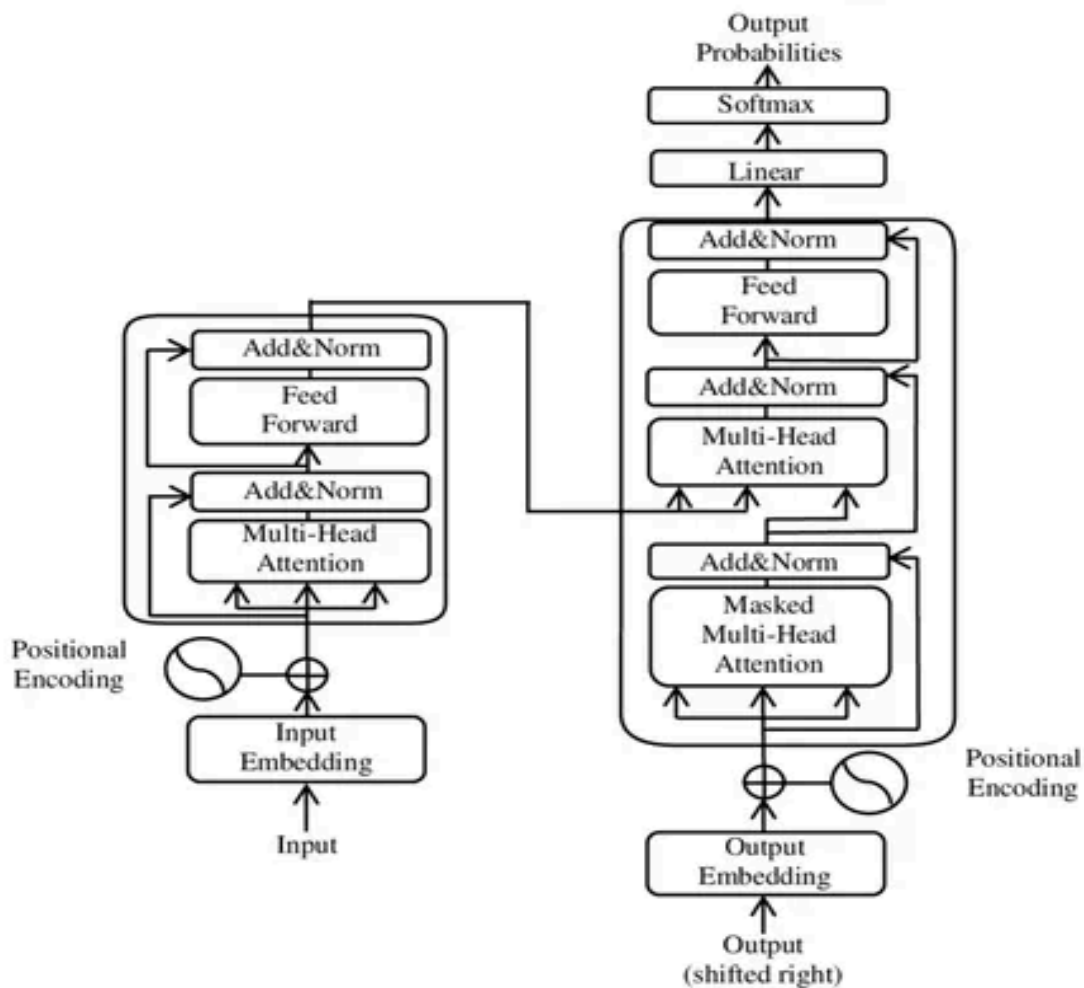 Output
Probabilities
Softmax
Linear
Add&Norm
Feed
Forward
Add&Norm
Multi-Head
Attention
Add&Norm
Masked
Multi-Head
Attention
Positional
Encoding
Output
Embedding
Output
(shifted right)
Add&Norm
Feed
Forward
Add&Norm
Multi-Head
Attention
Positional
Encoding
Input
Embedding
Input